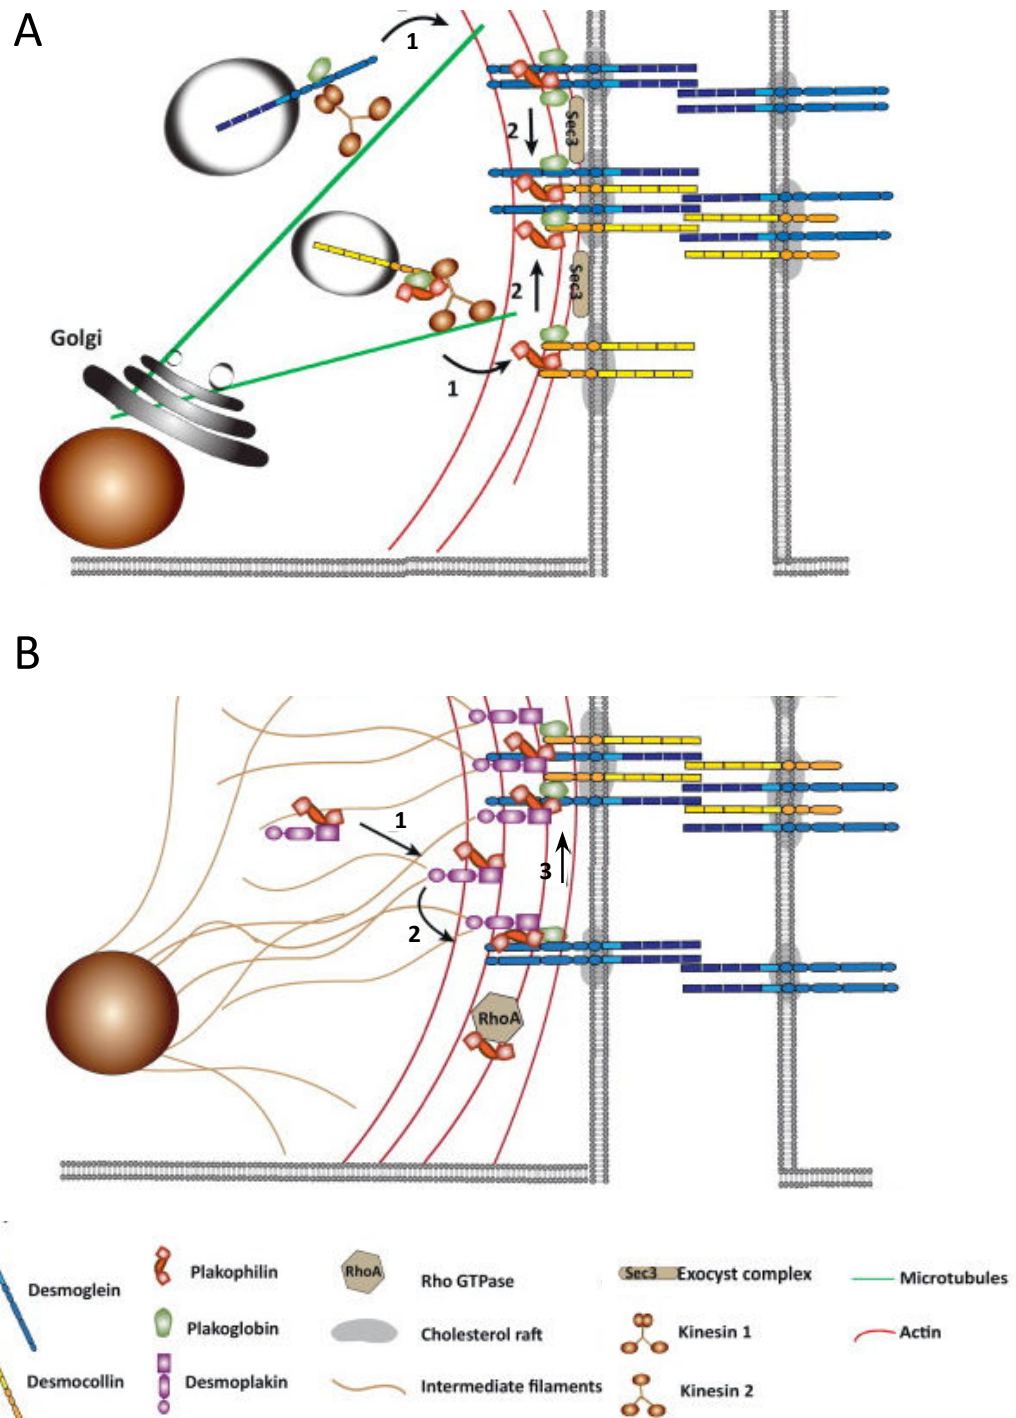 A
1
2
Sec3
2
Sec3
Golgi
1
B
1
3
2
RhoA
Desmoglein
Plakophilin
RhoA
Rho GTPase
Sec3 Exocyst complex
Microtubules
Plakoglobin
Cholesterol raft
Kinesin 1
Actin
Desmocollin
Desmoplakin
Intermediate filaments
Kinesin 2